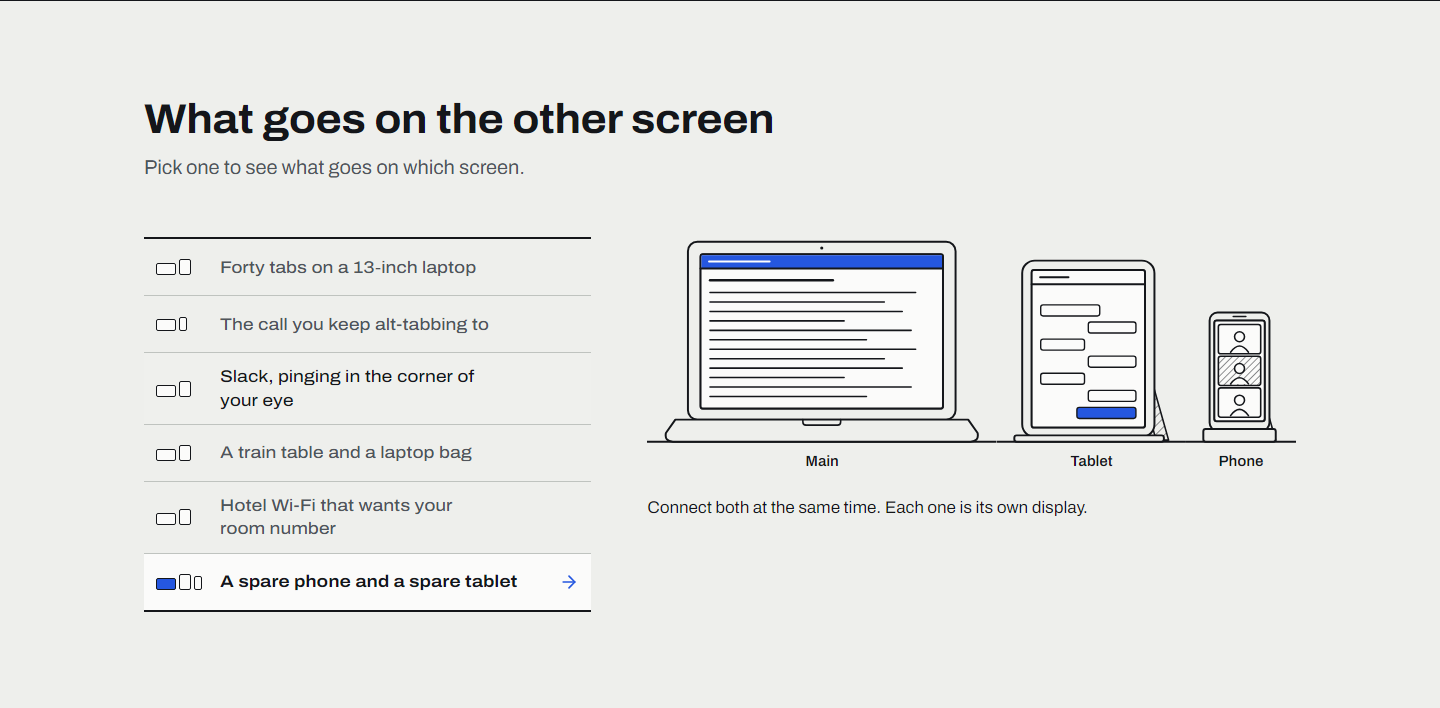 What goes on the other screen
Pick one to see what goes on which screen.
Forty tabs on a 13-inch laptop
The call you keep alt-tabbing to
Slack, pinging in the corner of
your eye
A train table and a laptop bag
Hotel Wi-Fi that wants your
room number
A spare phone and a spare tablet
Main
Tablet
Phone
Connect both at the same time. Each one is its own display.